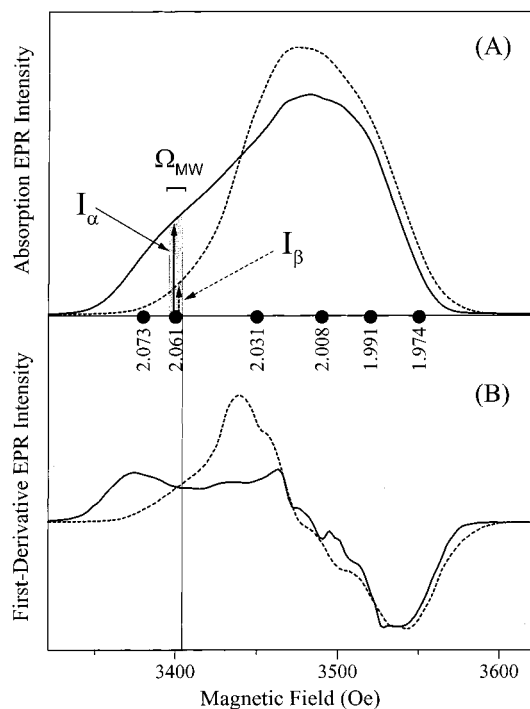 (A)
Absorption EPR Intensity
Ω_MW
I_α
I_β
2.073
2.061
2.031
2.008
1.991
1.974
(B)
First-Derivative EPR Intensity
3400
3500
3600
Magnetic Field (Oe)